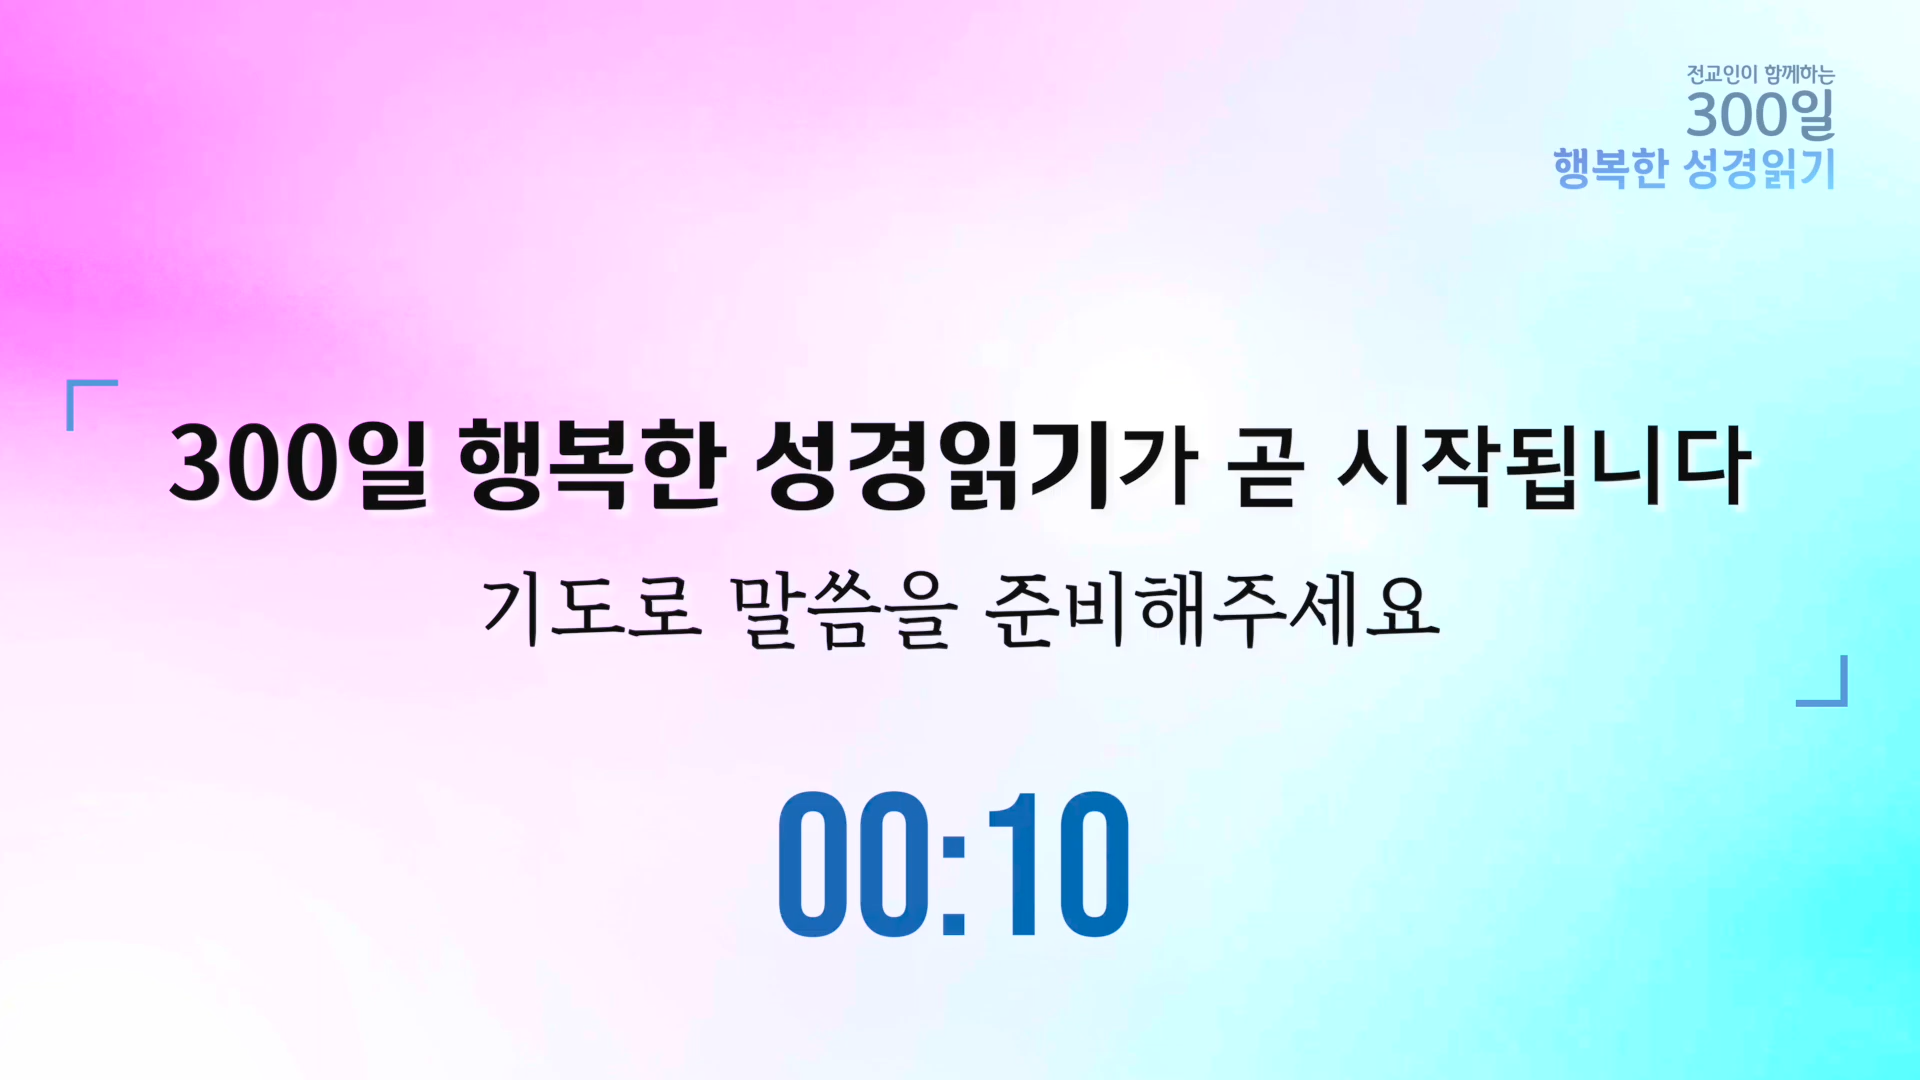 전교인이 함께하는
300일
행복한 성경읽기
300일 행복한 성경읽기가 곧 시작됩니다
기도로 말씀을 준비해주세요
00:10